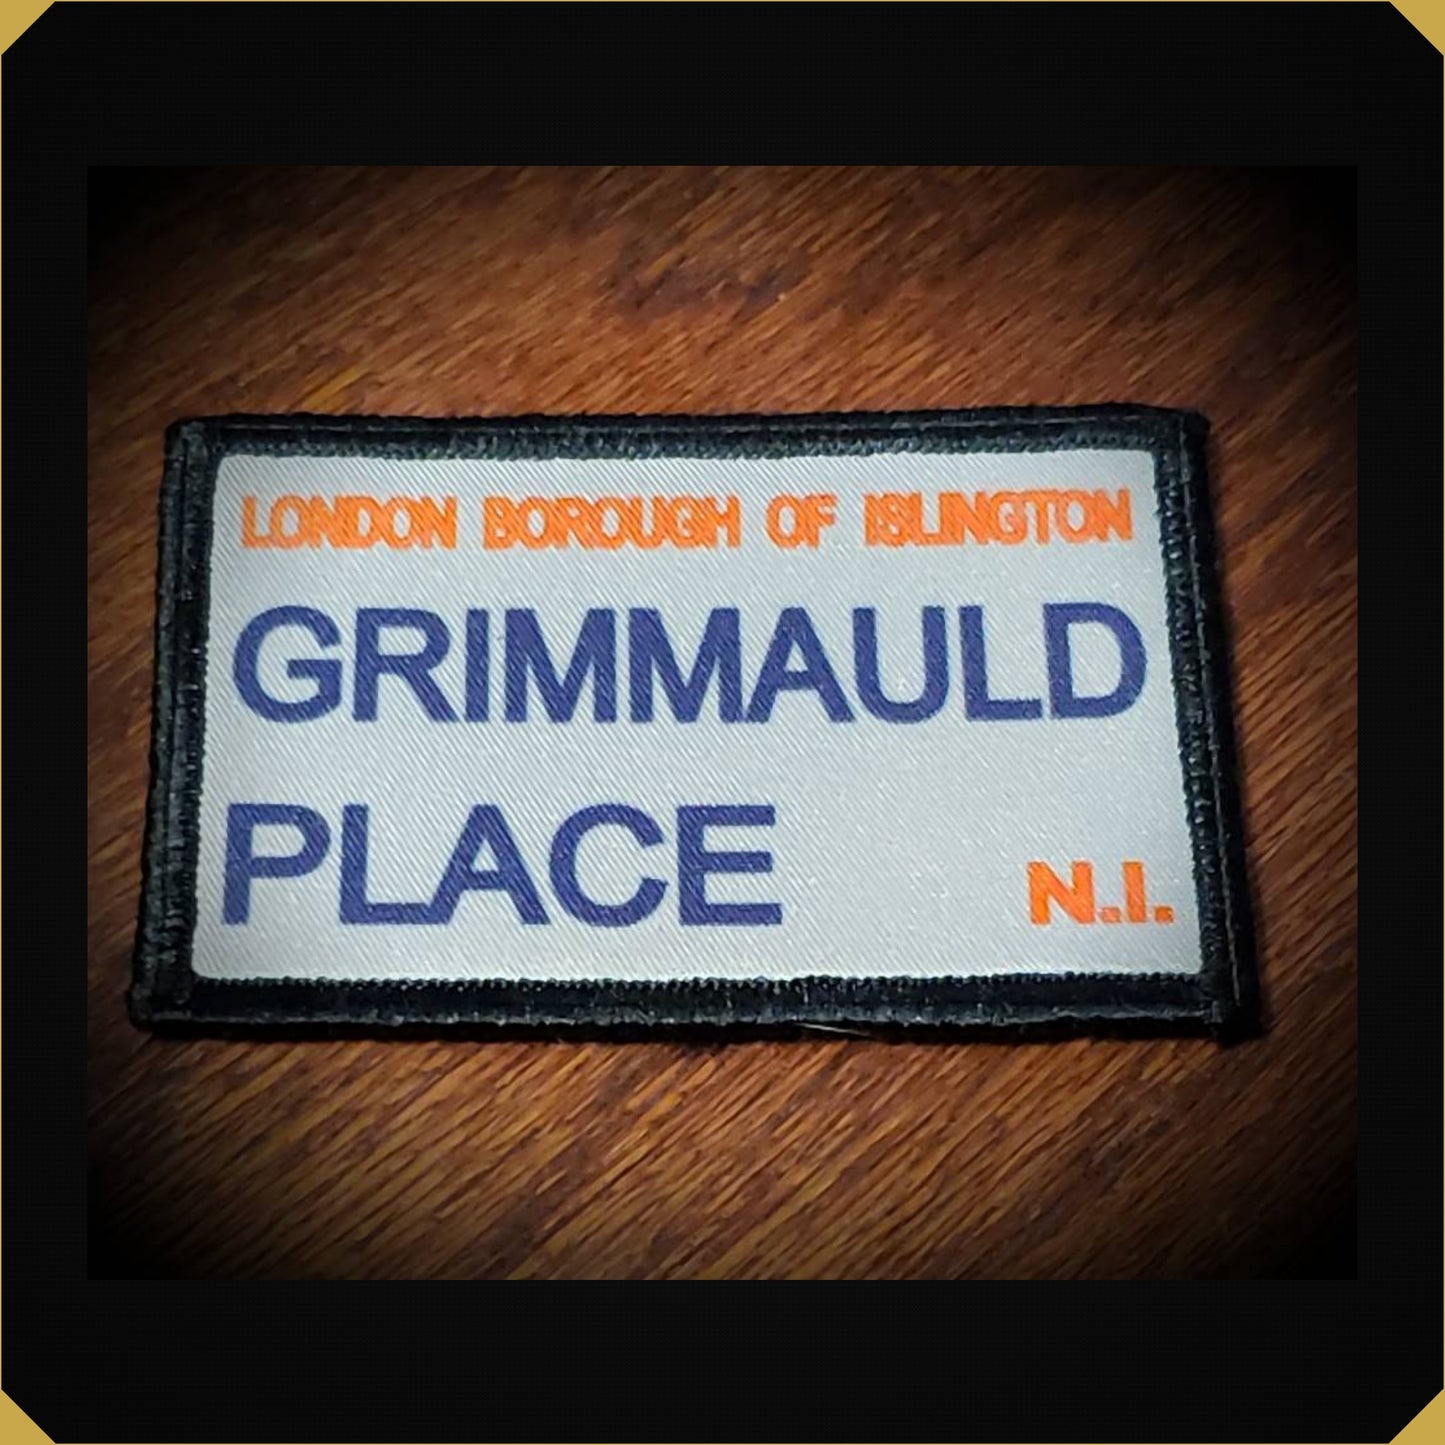 LONDON BOROUGH OF ISLINGTON
GRIMMAULD
PLACE
N.I.